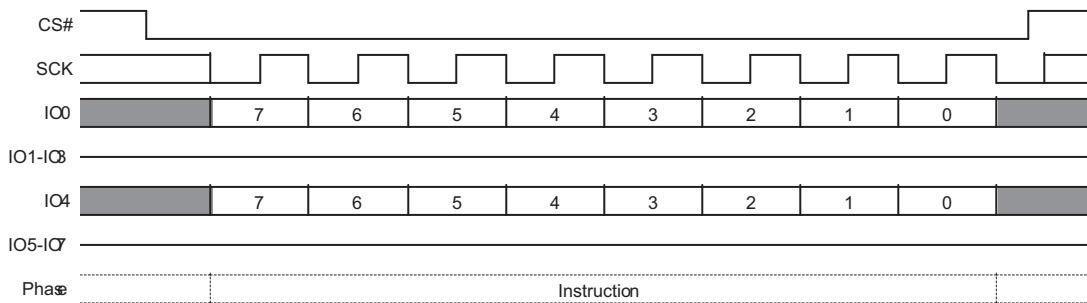 CS#
SCK
IO0 7 6 5 4 3 2 1 0
IO1-IO3
IO4 7 6 5 4 3 2 1 0
IO5-IO7
Phase Instruction